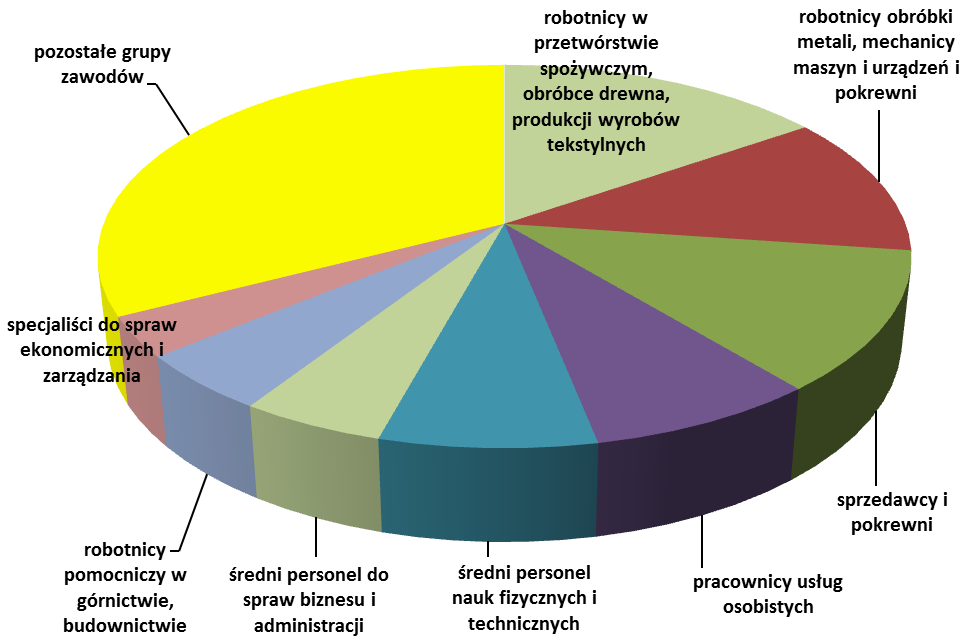 robotnicy w
przetwórstwie
spożywczym,
obróbce drewna,
produkcji wyrobów
tekstylnych
robotnicy obróbki
metali, mechanicy
maszyn i urządzeń i
pokrewni
sprzedawcy i
pokrewni
pracownicy usług
osobistych
średni personel
nauk fizycznych i
technicznych
średni personel do
spraw biznesu i
administracji
robotnicy
pomocniczy w
górnictwie,
budownictwie
specjaliści do spraw
ekonomicznych i
zarządzania
pozostałe grupy
zawodów